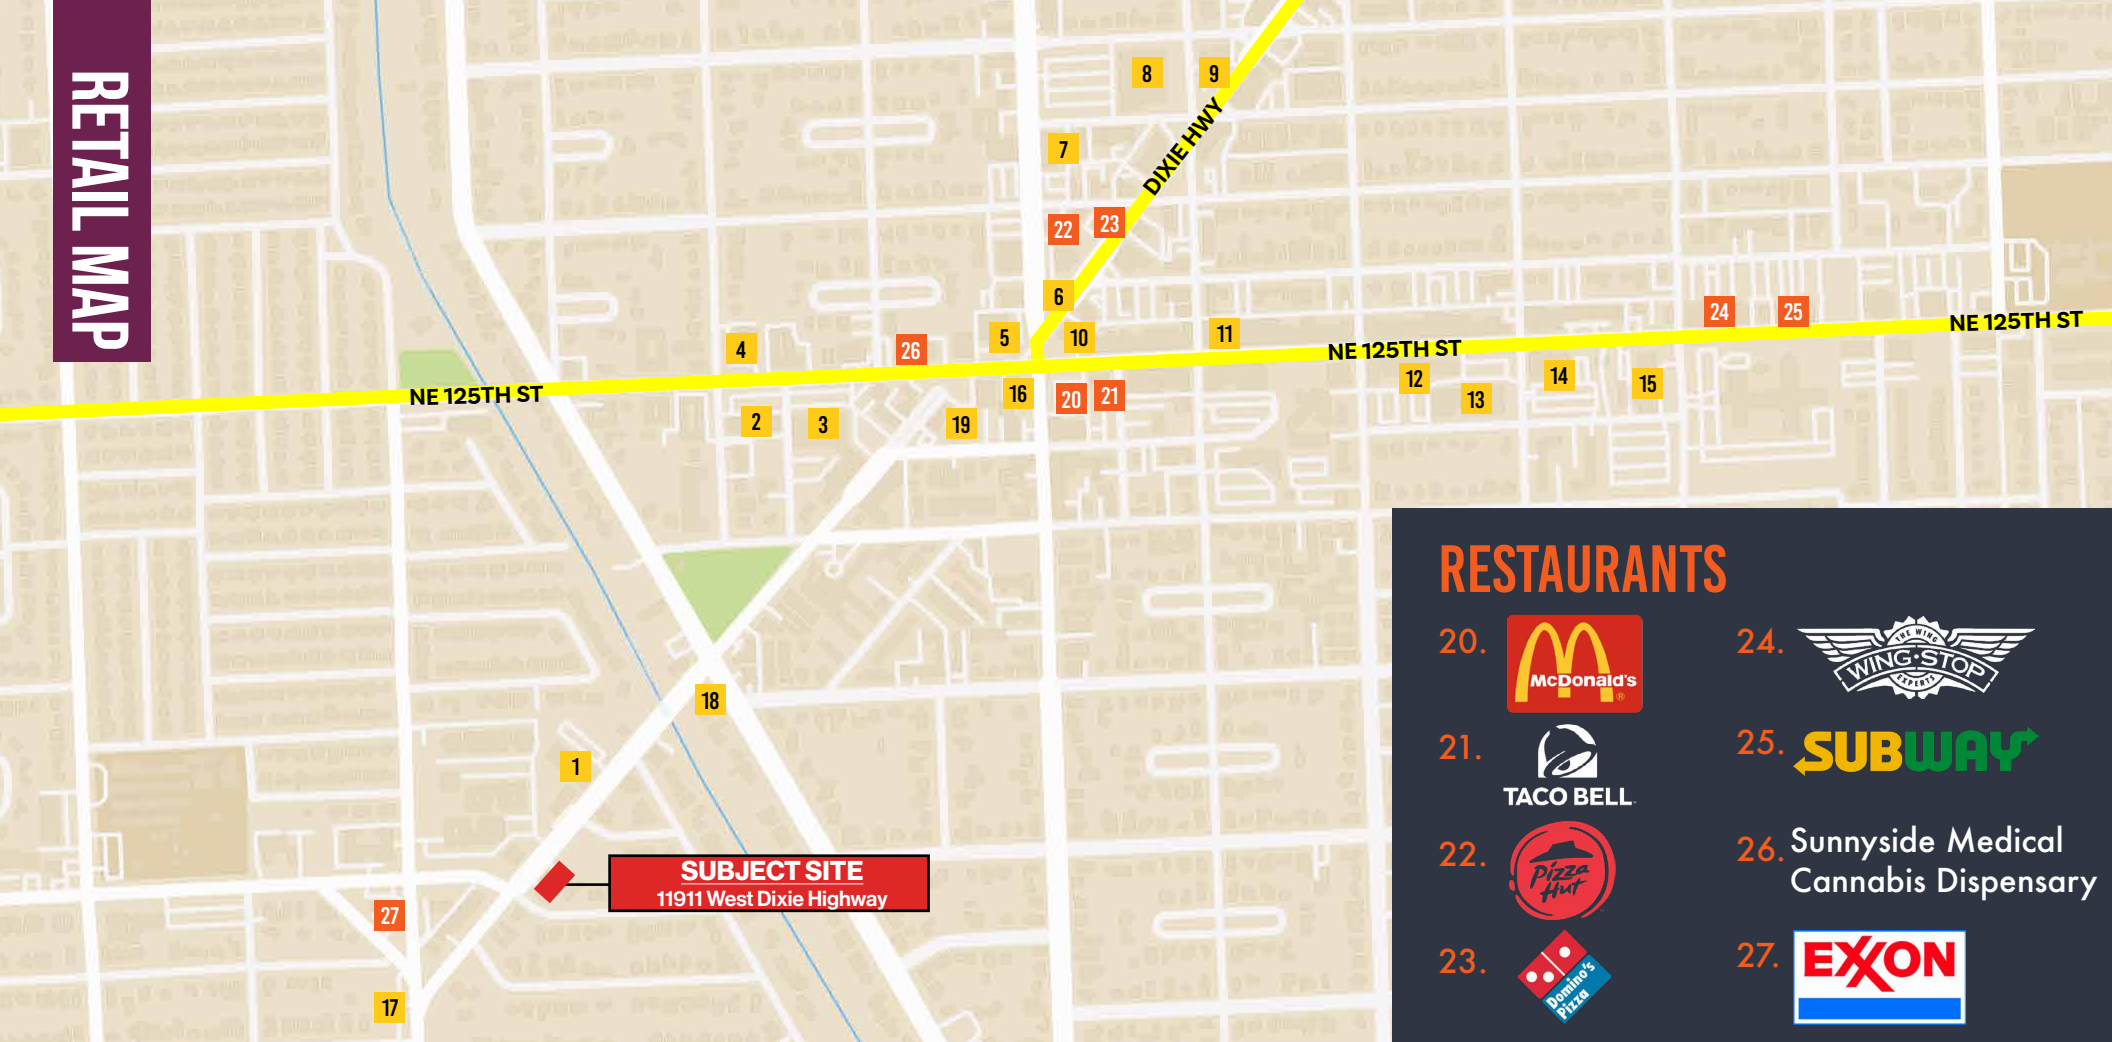 RETAIL MAP
8
9
DIXIE HWY
7
22
23
6
5
10
11
4
26
24
25
NE 125TH ST
NE 125TH ST
NE 125TH ST
16
20
21
12
13
14
15
2
3
19
18
1
SUBJECT SITE
11911 West Dixie Highway
27
17
RESTAURANTS
20.
McDonald's
®
21.
TACO BELL
22.
Pizza
Hut
23.
Domino's
Pizza
24.
THE WING
WING•STOP
EXPERTS
25.
SUBWAY
26.
Sunnyside Medical
Cannabis Dispensary
27.
EXXON